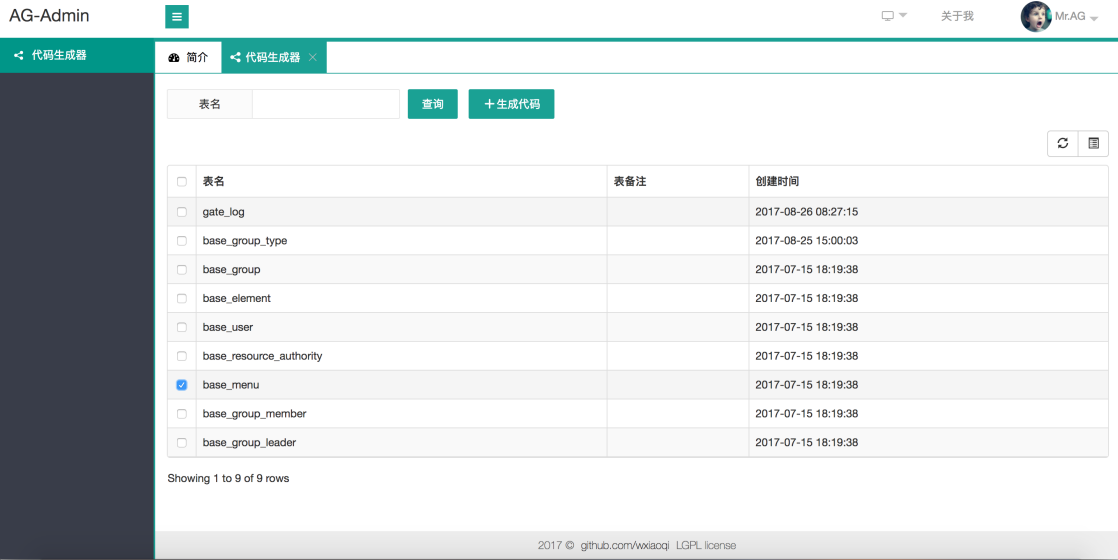 AG-Admin
关于我
Mr.AG
代码生成器
简介
代码生成器
表名
查询
+生成代码
表名 表备注 创建时间
gate_log 2017-08-26 08:27:15
base_group_type 2017-08-25 15:00:03
base_group 2017-07-15 18:19:38
base_element 2017-07-15 18:19:38
base_user 2017-07-15 18:19:38
base_resource_authority 2017-07-15 18:19:38
base_menu 2017-07-15 18:19:38
base_group_member 2017-07-15 18:19:38
base_group_leader 2017-07-15 18:19:38
Showing 1 to 9 of 9 rows
2017 © github.com/wxiaoqi LGPL license